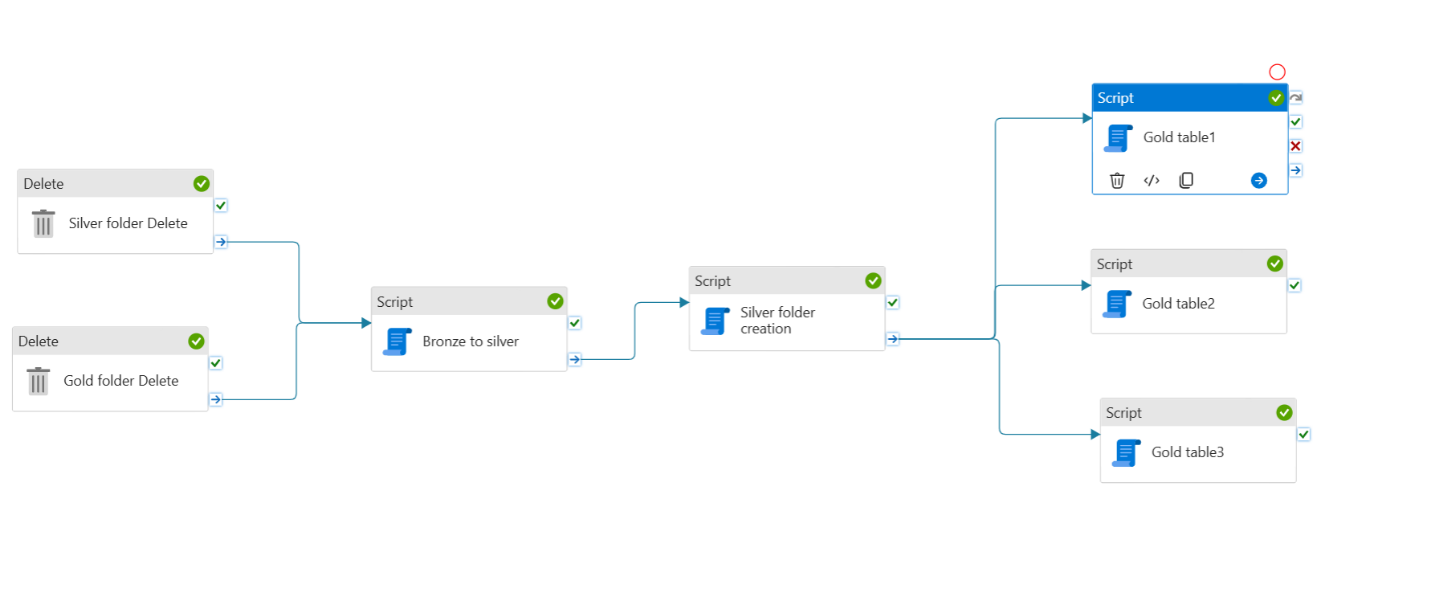 Delete
Silver folder Delete
Delete
Gold folder Delete
Script
Bronze to silver
Script
Silver folder
creation
Script
Gold table1
Script
Gold table2
Script
Gold table3